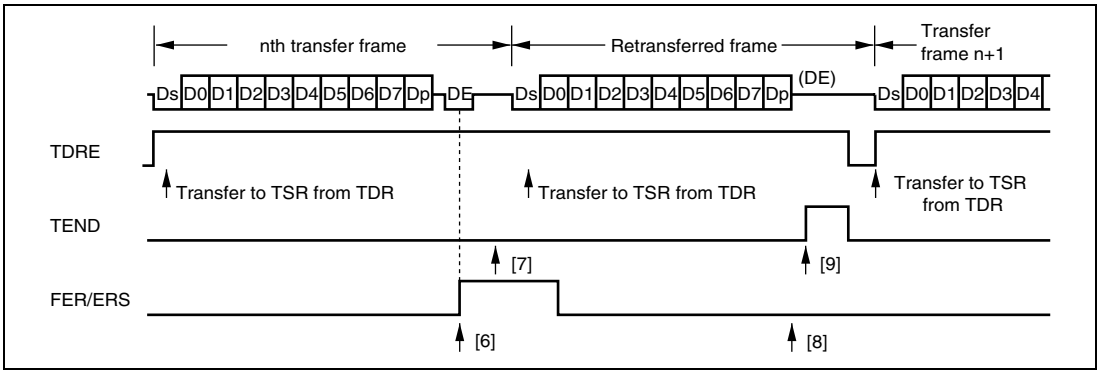 nth transfer frame
Retransferred frame
Transfer
frame n+1
Ds D0 D1 D2 D3 D4 D5 D6 D7 Dp DE Ds D0 D1 D2 D3 D4 D5 D6 D7 Dp (DE) Ds D0 D1 D2 D3 D4
TDRE
Transfer to TSR from TDR
Transfer to TSR from TDR
Transfer to TSR
from TDR
TEND
[7]
[9]
FER/ERS
[6]
[8]